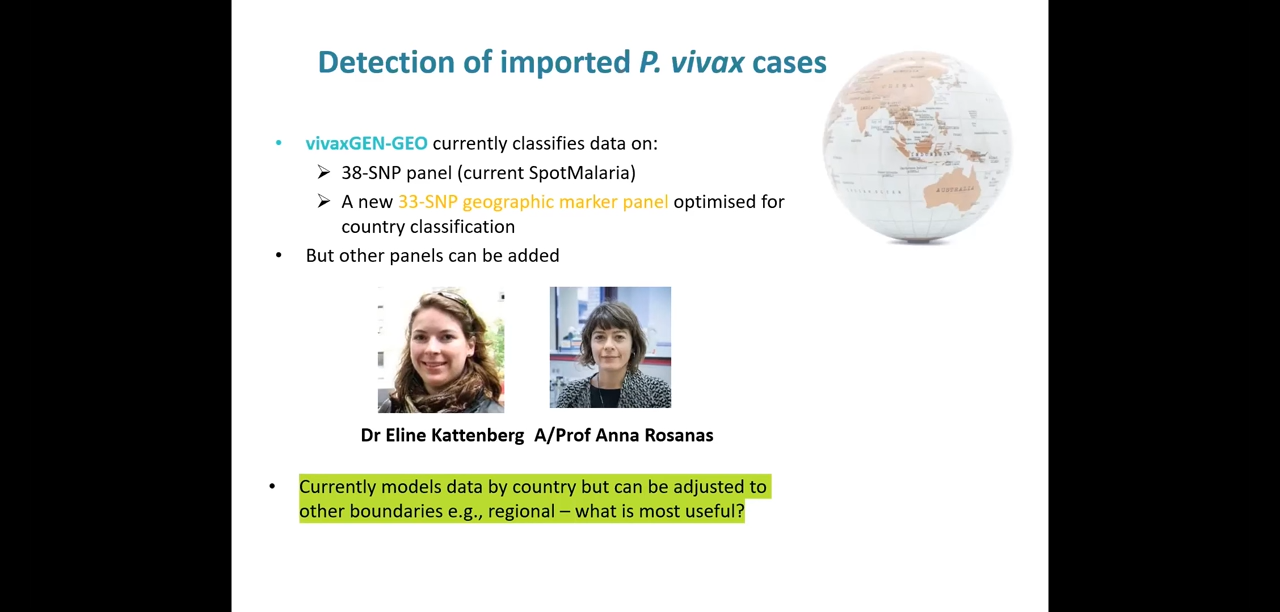 Detection of imported P. vivax cases
• vivaxGEN-GEO currently classifies data on:
➢ 38-SNP panel (current SpotMalaria)
➢ A new 33-SNP geographic marker panel optimised for
country classification
• But other panels can be added
Dr Eline Kattenberg A/Prof Anna Rosanas
• Currently models data by country but can be adjusted to
other boundaries e.g., regional – what is most useful?
AUSTRALIA